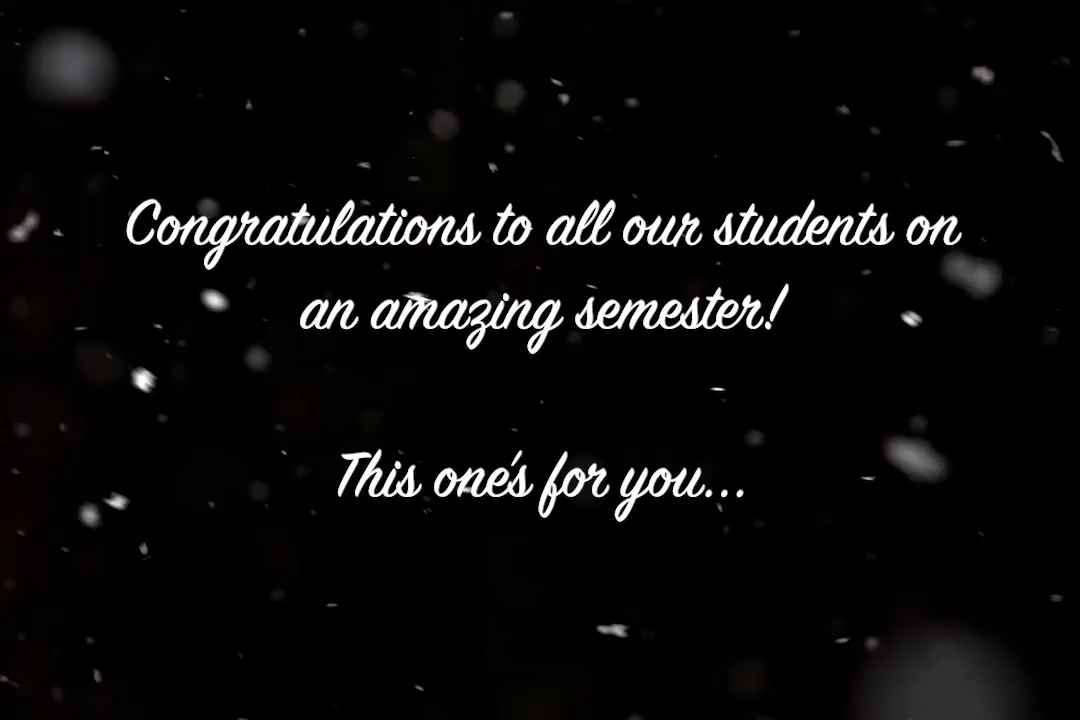 Congratulations to all our students on
an amazing semester!
This one's for you...